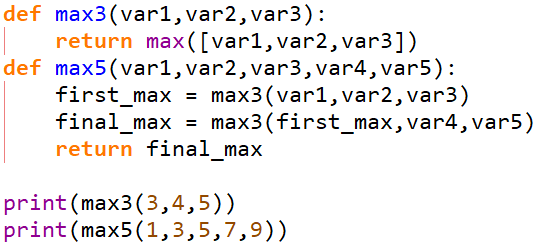 def max3(var1,var2,var3):
    return max([var1,var2,var3])
def max5(var1,var2,var3,var4,var5):
    first_max = max3(var1,var2,var3)
    final_max = max3(first_max,var4,var5)
    return final_max

print(max3(3,4,5))
print(max5(1,3,5,7,9))